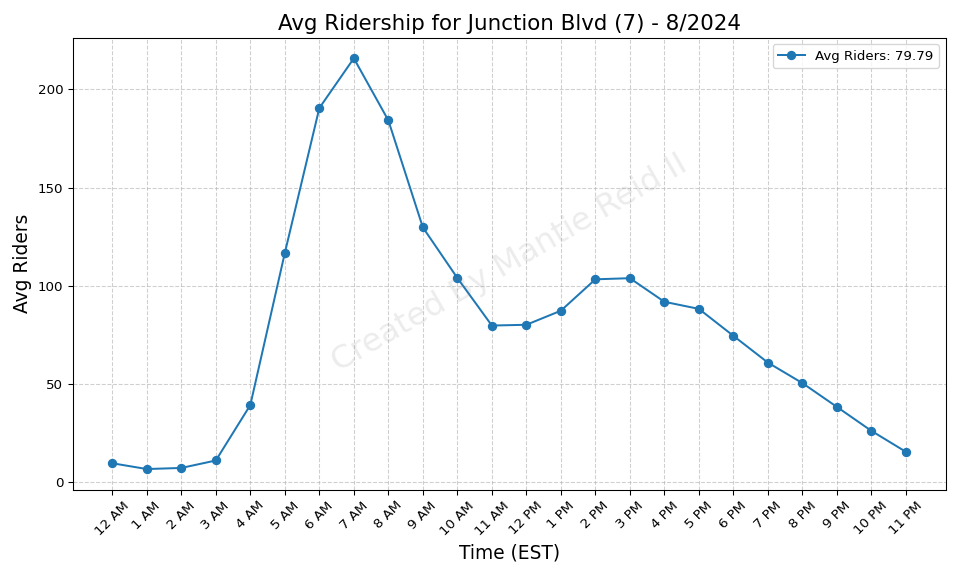 Avg Ridership for Junction Blvd (7) - 8/2024
Avg Riders: 79.79
Avg Riders
200
150
100
50
0
Created By Mantle Reid II
12 AM
1 AM
2 AM
3 AM
4 AM
5 AM
6 AM
7 AM
8 AM
9 AM
10 AM
11 AM
12 PM
1 PM
2 PM
3 PM
4 PM
5 PM
6 PM
7 PM
8 PM
9 PM
10 PM
11 PM
Time (EST)